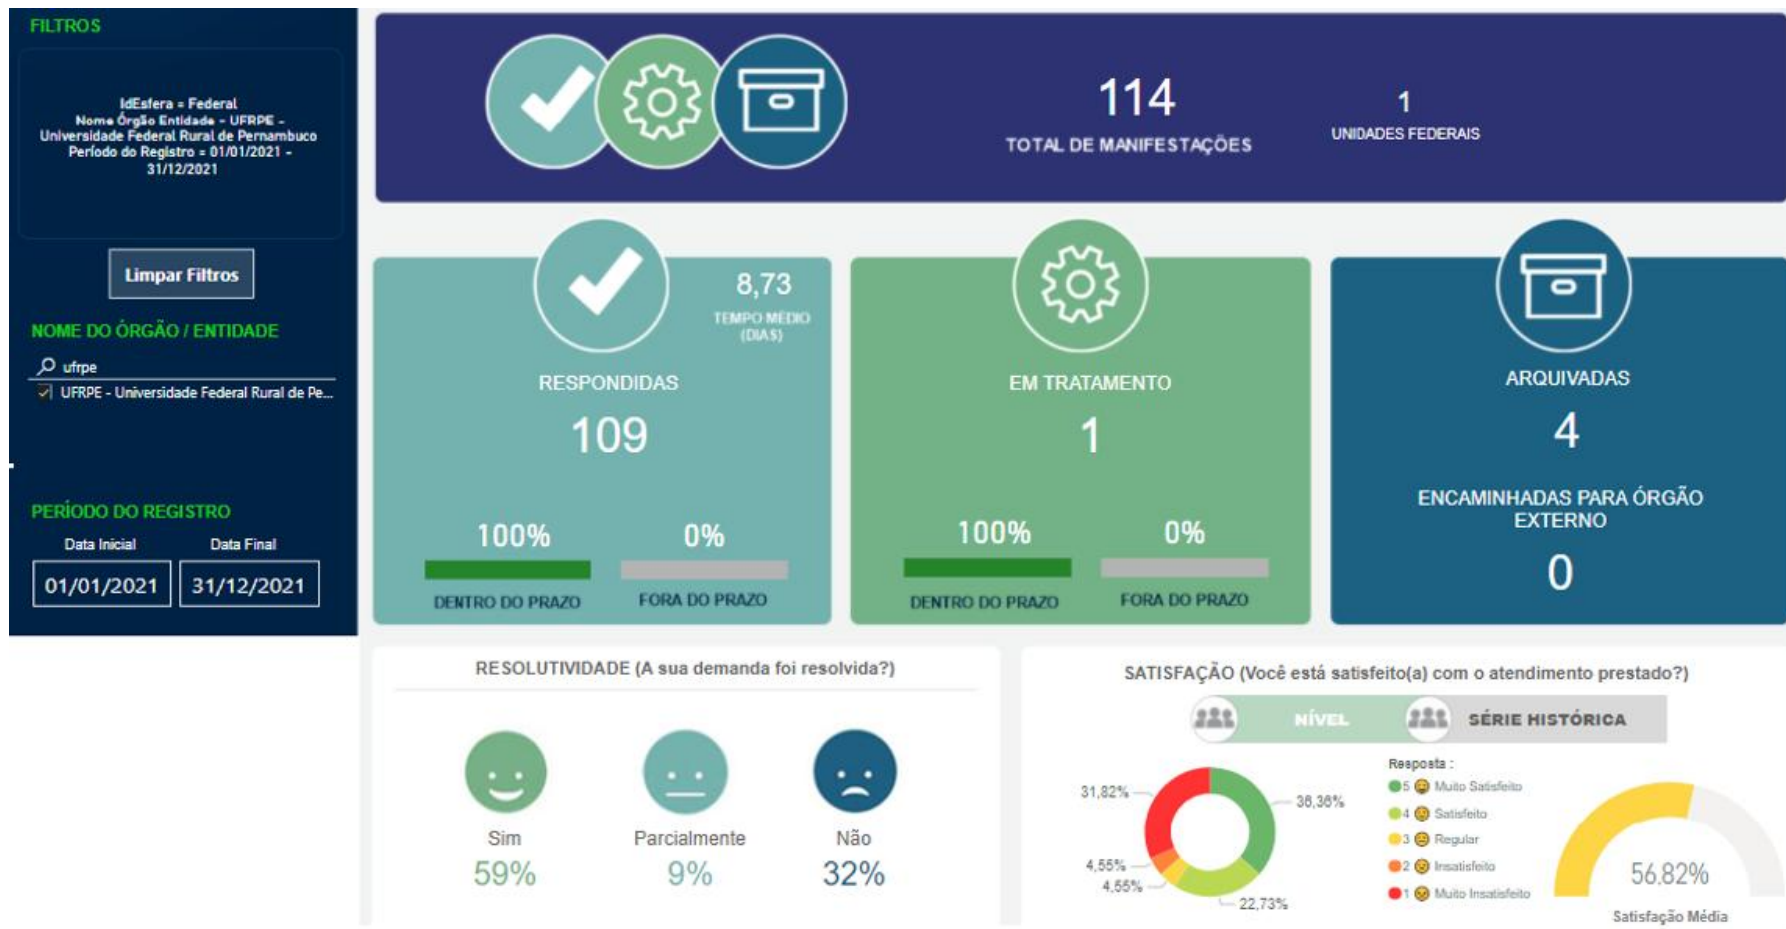 FILTROS
IdEsfera = Federal
Nome Órgão Entidade - UFRPE -
Universidade Federal Rural de Pernambuco
Período do Registro = 01/01/2021 -
31/12/2021
Limpar Filtros
NOME DO ÓRGÃO / ENTIDADE
ufrpe
UFRPE - Universidade Federal Rural de Pe...
PERÍODO DO REGISTRO
Data Inicial Data Final
01/01/2021 31/12/2021
114
TOTAL DE MANIFESTAÇÕES
1
UNIDADES FEDERAIS
8,73
TEMPO MÉDIO
(DIAS)
RESPONDIDAS
109
100% 0%
DENTRO DO PRAZO FORA DO PRAZO
EM TRATAMENTO
1
100% 0%
DENTRO DO PRAZO FORA DO PRAZO
ARQUIVADAS
4
ENCAMINHADAS PARA ÓRGÃO
EXTERNO
0
RESOLUTIVIDADE (A sua demanda foi resolvida?)
Sim Parcialmente Não
59% 9% 32%
SATISFAÇÃO (Você está satisfeito(a) com o atendimento prestado?)
NÍVEL SÉRIE HISTÓRICA
31,82%
36,36%
4,55%
4,55%
22,73%
Resposta :
5 Muito Satisfeito
4 Satisfeito
3 Regular
2 Insatisfeito
1 Muito Insatisfeito
56.82%
Satisfação Média